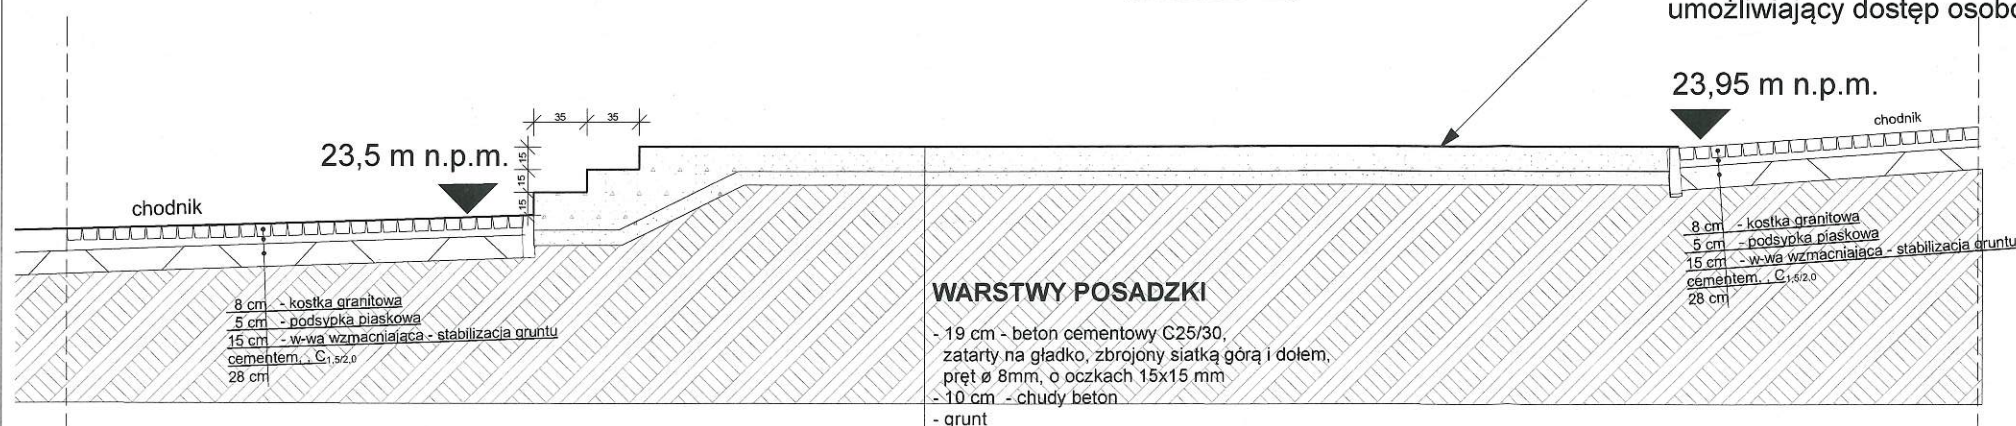 umożliwiający dostęp osobo
23,95 m n.p.m.
chodnik
35 35
23,5 m n.p.m.
15
15
15
chodnik
8 cm - kostka granitowa
5 cm - podsypka piaskowa
15 cm - w-wa wzmacniająca - stabilizacja gruntu
cementem, , C1,5/2,0
28 cm
8 cm - kostka granitowa
5 cm - podsypka piaskowa
15 cm - w-wa wzmacniająca - stabilizacja gruntu
cementem, , C1,5/2,0
28 cm
WARSTWY POSADZKI
- 19 cm - beton cementowy C25/30,
zatarty na gładko, zbrojony siatką górą i dołem,
pręt ø 8mm, o oczkach 15x15 mm
- 10 cm - chudy beton
- grunt